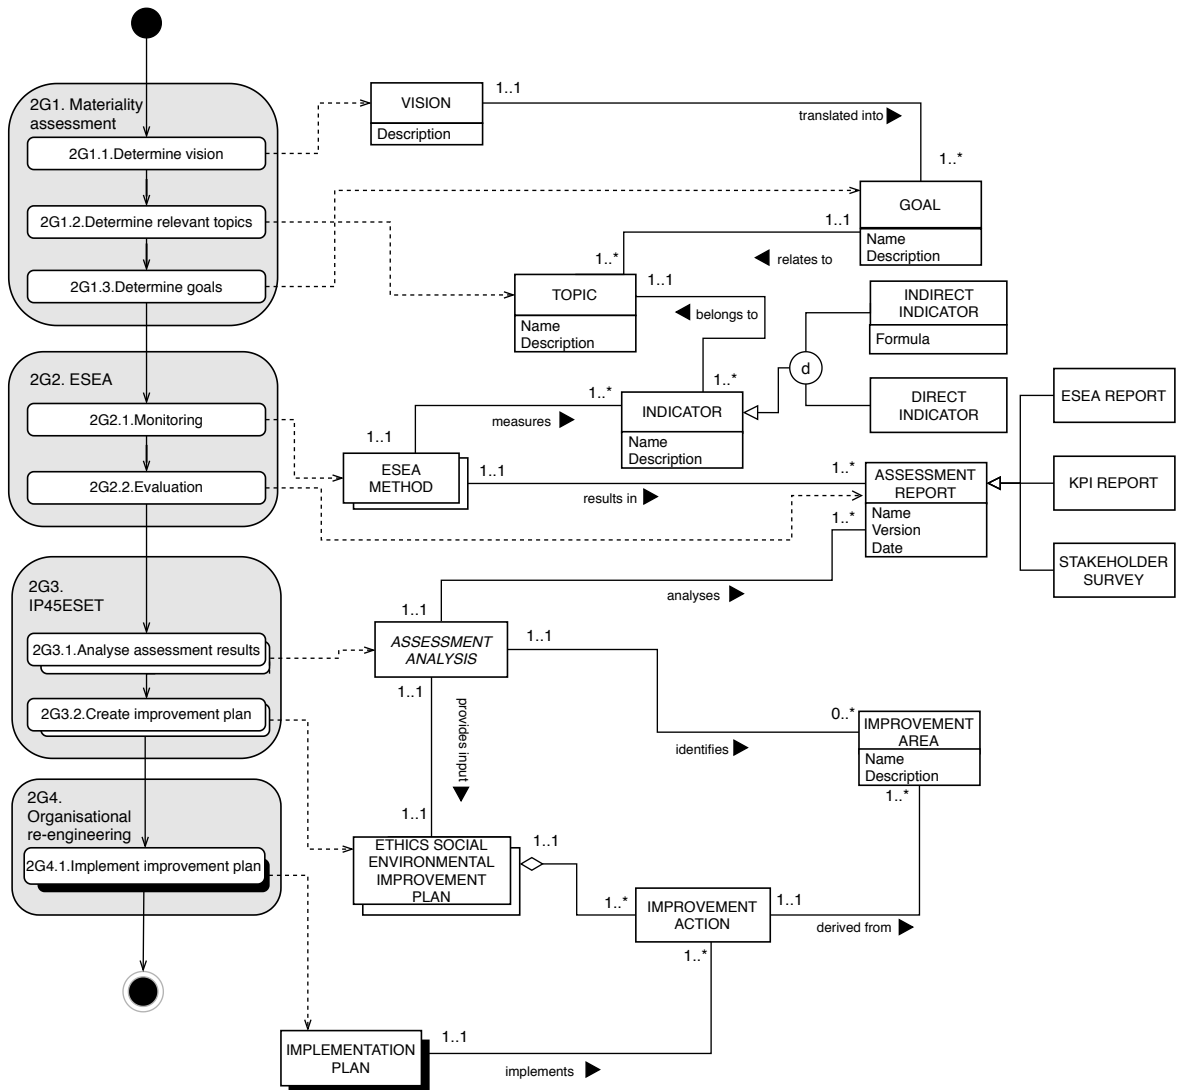 2G1. Materiality
assessment
2G1.1.Determine vision
2G1.2.Determine relevant topics
2G1.3.Determine goals
2G2. ESEA
2G2.1.Monitoring
2G2.2.Evaluation
2G3.
IP45ESET
2G3.1.Analyse assessment results
2G3.2.Create improvement plan
2G4.
Organisational
re-engineering
2G4.1.Implement improvement plan
VISION
Description
1..1
translated into
1..*
GOAL
Name
Description
1..1
relates to
1..*
TOPIC
Name
Description
1..1
belongs to
1..*
INDICATOR
Name
Description
INDIRECT
INDICATOR
Formula
d
DIRECT
INDICATOR
1..*
measures
1..1
ESEA
METHOD
1..1
results in
1..*
ASSESSMENT
REPORT
Name
Version
Date
ESEA REPORT
KPI REPORT
STAKEHOLDER
SURVEY
1..*
analyses
1..1
ASSESSMENT
ANALYSIS
1..1
identifies
0..*
IMPROVEMENT
AREA
Name
Description
1..1
provides input
1..1
ETHICS SOCIAL
ENVIRONMENTAL
IMPROVEMENT
PLAN
1..1
1..*
IMPROVEMENT
ACTION
1..1
derived from
1..*
1..*
implements
1..1
IMPLEMENTATION
PLAN